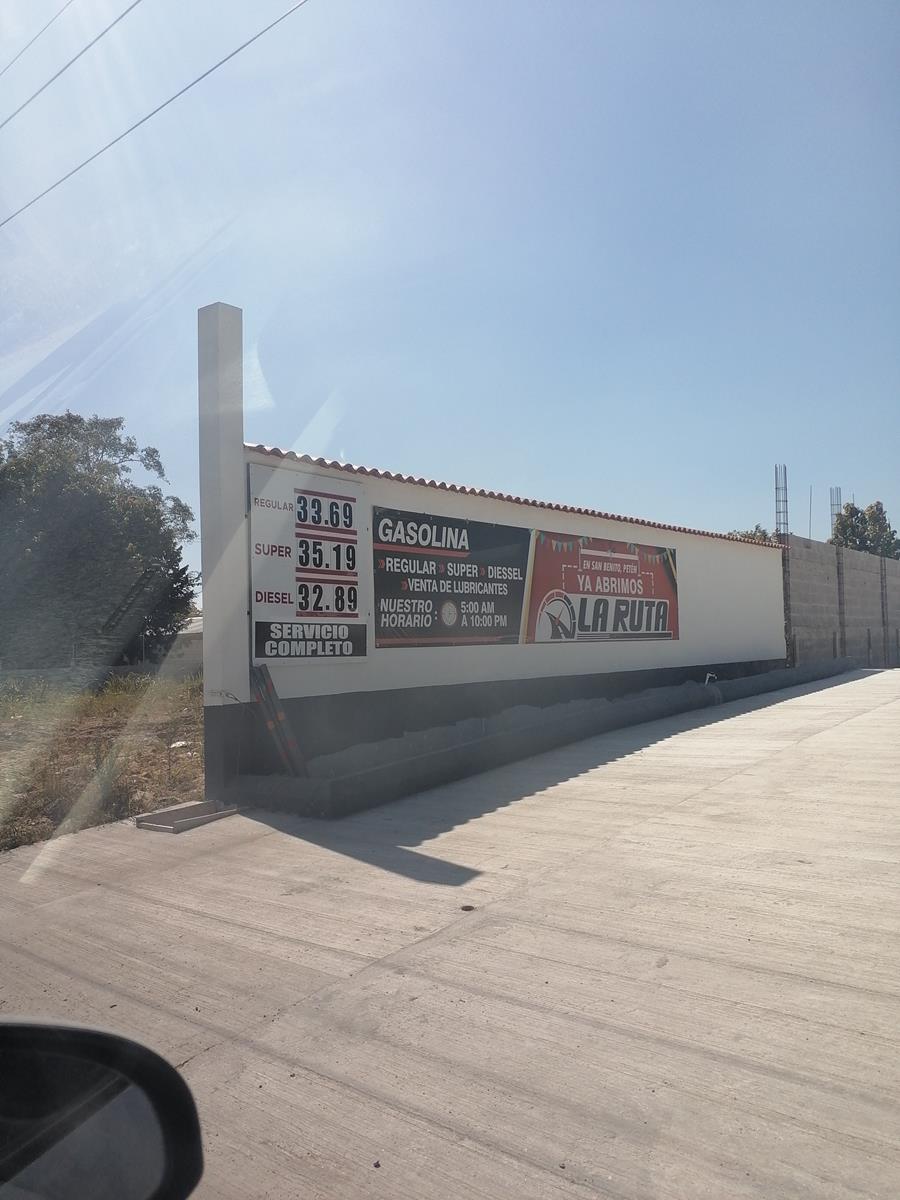 REGULAR 33.69
SUPER 35.19
DIESEL 32.89
SERVICIO
COMPLETO
GASOLINA
»REGULAR » SUPER » DIESSEL
»VENTA DE LUBRICANTES
NUESTRO HORARIO : 5:00 AM A 10:00 PM
EN SAN BENITO, PETÉN
YA ABRIMOS
LA RUTA